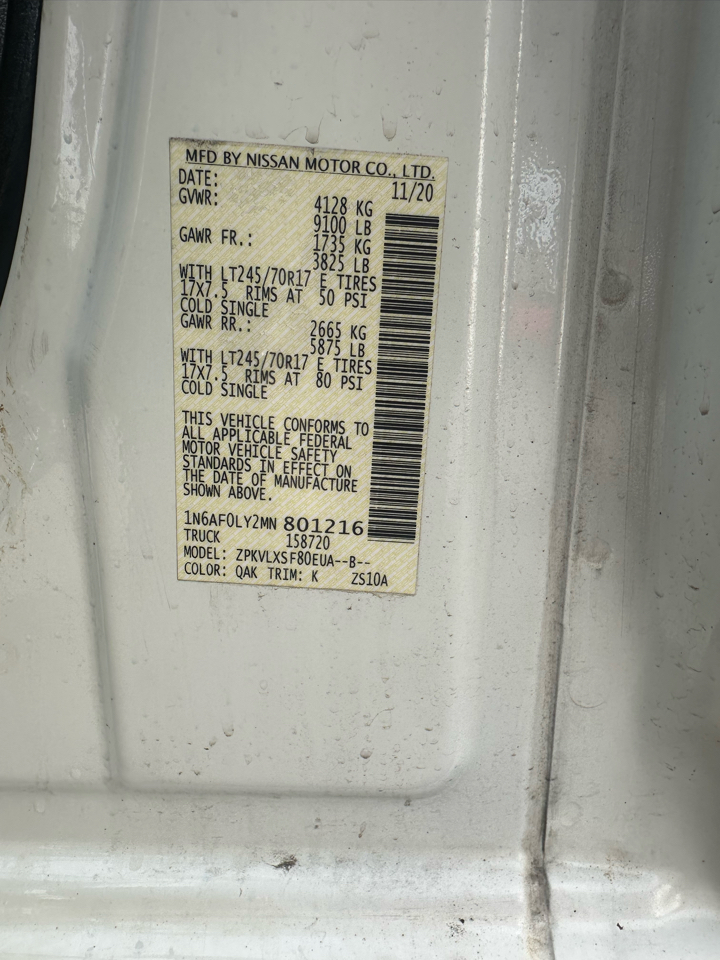 MFD BY NISSAN MOTOR CO., LTD.
DATE: 11/20
GVWR: 4128 KG
9100 LB
GAWR FR.: 1735 KG
3825 LB
WITH LT245/70R17 E TIRES
17X7.5 RIMS AT 50 PSI
COLD SINGLE
GAWR RR.: 2665 KG
5875 LB
WITH LT245/70R17 E TIRES
17X7.5 RIMS AT 80 PSI
COLD SINGLE
THIS VEHICLE CONFORMS TO
ALL APPLICABLE FEDERAL
MOTOR VEHICLE SAFETY
STANDARDS IN EFFECT ON
THE DATE OF MANUFACTURE
SHOWN ABOVE.
1N6AF0LY2MN 801216
TRUCK 158720
MODEL: ZPKVLXSF80EUA--B--
COLOR: QAK TRIM: K ZS10A